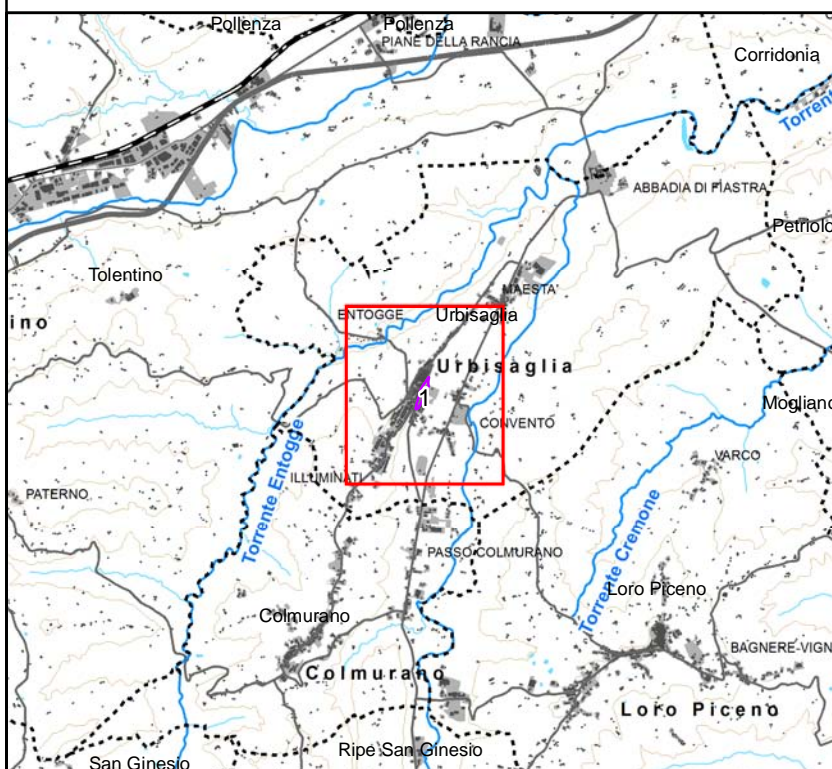 Pollenza
Pollenza
PIANE DELLA RANCIA
Corridonia
Torrente
ABBADIA DI FIASTRA
Petriolo
Tolentino
ino
MAESTA'
ENTOGGE
Urbisaglia
Urbisaglia
1
Mogliano
CONVENTO
VARCO
ILLUMINATI
PATERNO
Torrente Entogge
Torrente Cremone
PASSO COLMURANO
Loro Piceno
Colmurano
BAGNERE-VIGN
Colmurano
Loro Piceno
Ripe San Ginesio
San Ginesio